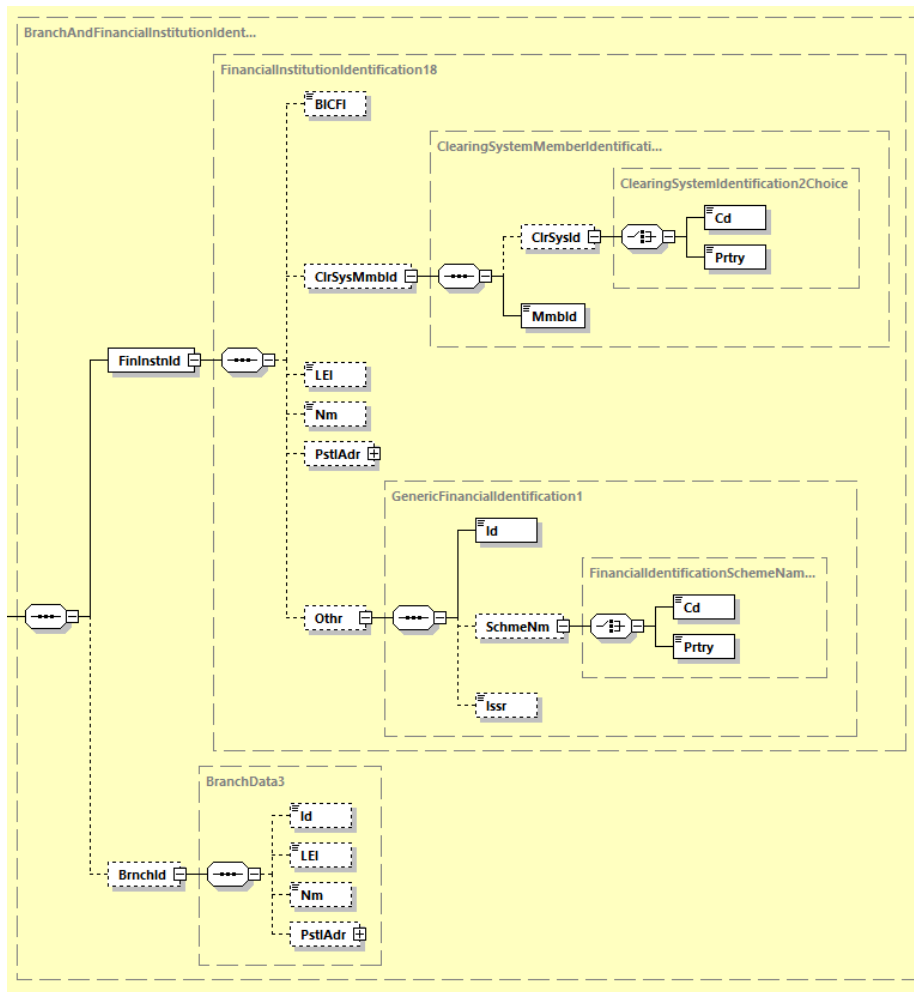 BranchAndFinancialInstitutionIdent...
FinancialInstitutionIdentification18
BICFI
ClearingSystemMemberIdentificati...
ClearingSystemIdentification2Choice
Cd
ClrSysId
Prtry
ClrSysMmbId
MmbId
FinInstnId
LEI
Nm
PstlAdr
GenericFinancialIdentification1
Id
FinancialIdentificationSchemeNam...
Cd
Othr
SchmeNm
Prtry
Issr
BranchData3
Id
LEI
BrnchId
Nm
PstlAdr